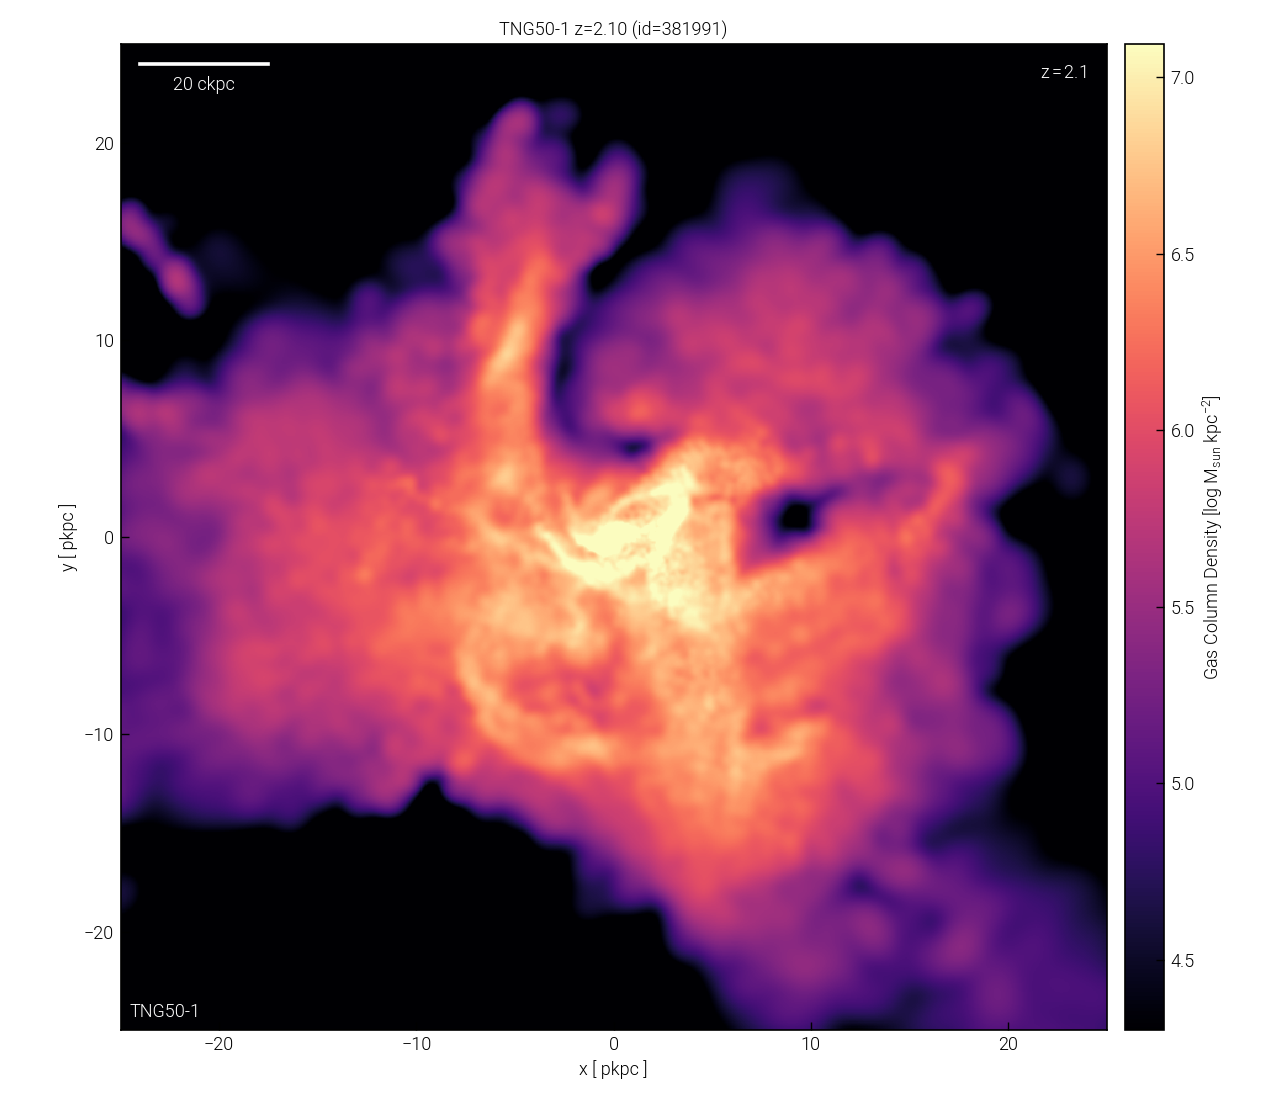 TNG50-1 z=2.10 (id=381991)
20 ckpc
z=2.1
TNG50-1
20
10
0
−10
−20
y [ pkpc ]
−20
−10
0
10
20
x [ pkpc ]
7.0
6.5
6.0
5.5
5.0
4.5
Gas Column Density [log Msun kpc−2]